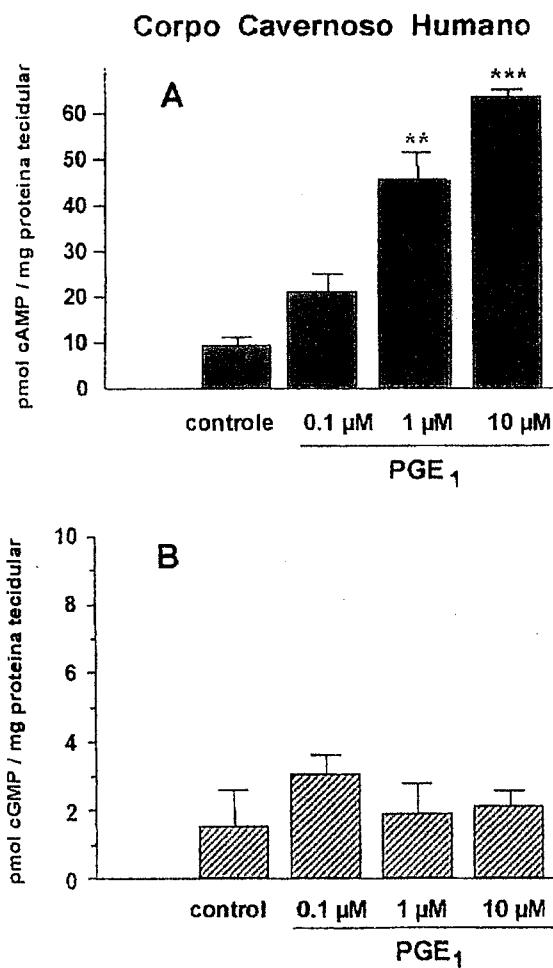 Corpo Cavernoso Humano
A
pmol cAMP / mg proteina tecidular
60
50
40
30
20
10
0
**
***
controle 0.1 µM 1 µM 10 µM
PGE1
B
pmol cGMP / mg proteina tecidular
10
8
6
4
2
0
control 0.1 µM 1 µM 10 µM
PGE1